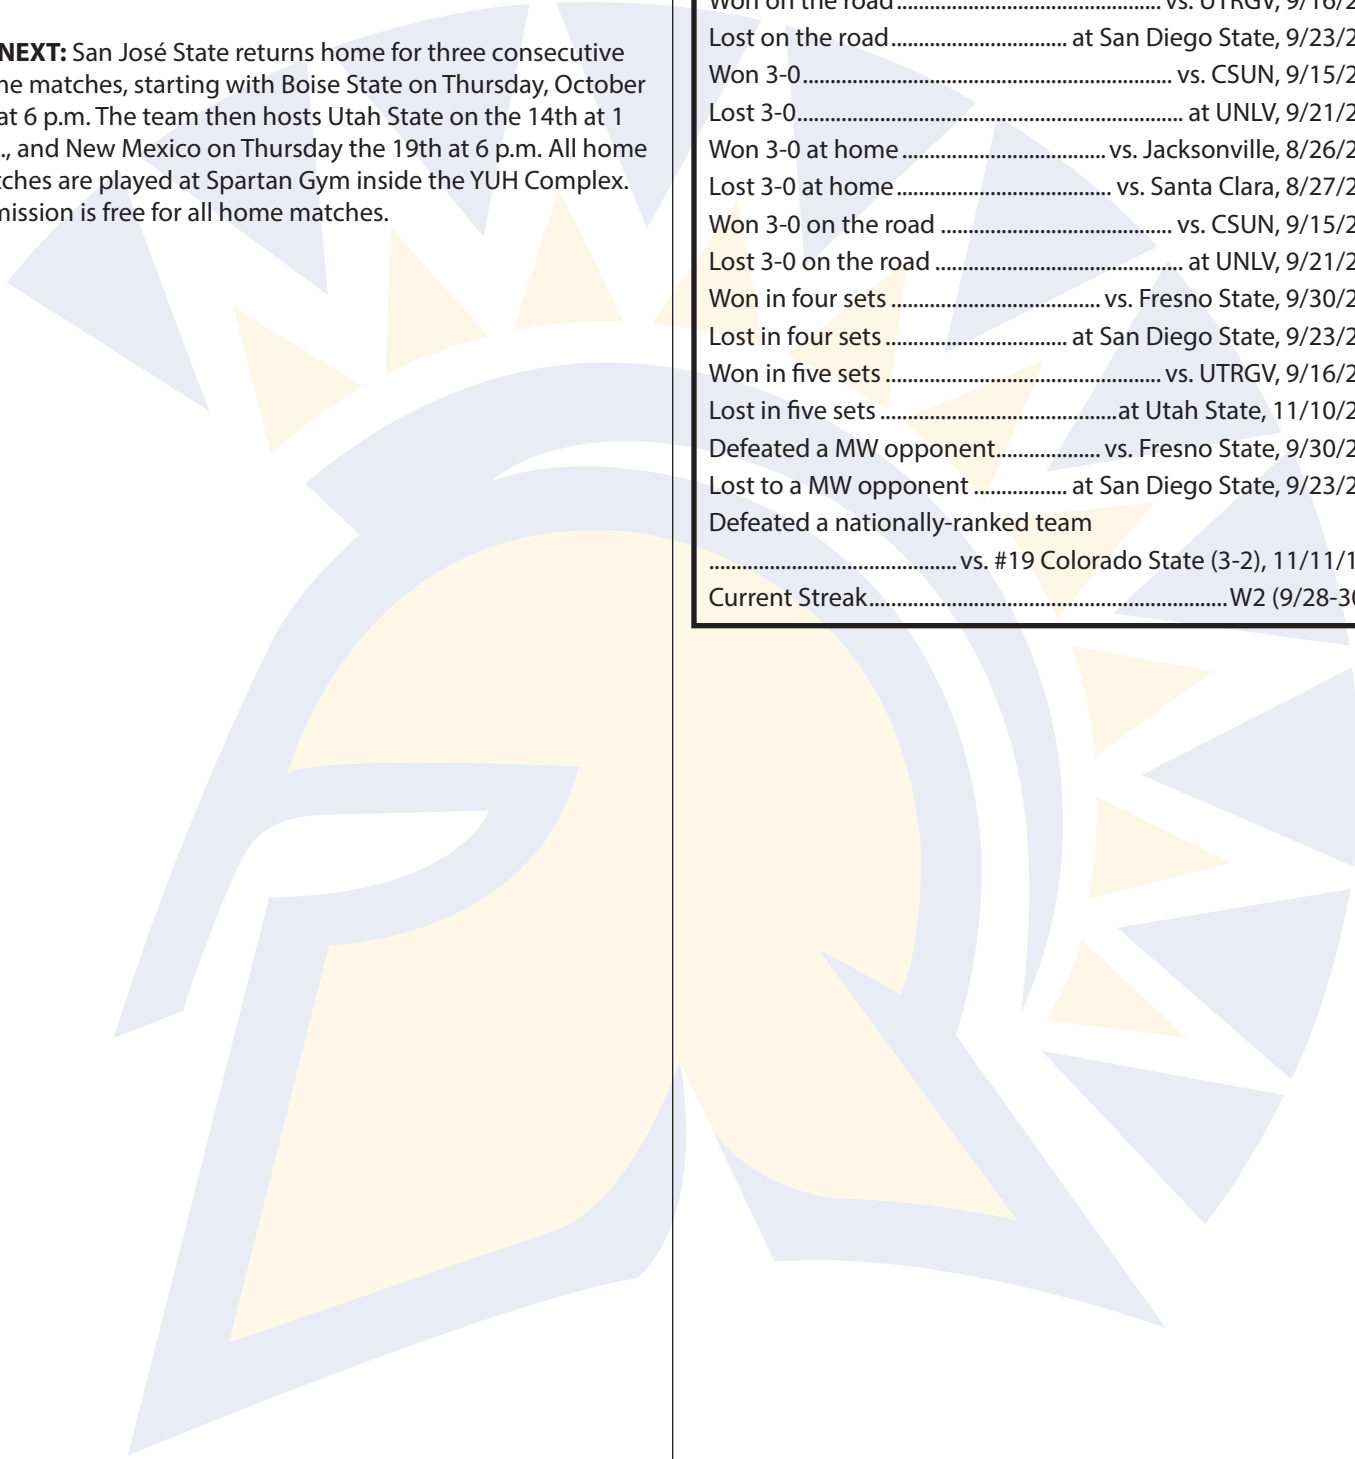 NEXT: San José State returns home for three consecutive
matches, starting with Boise State on Thursday, October
at 6 p.m. The team then hosts Utah State on the 14th at 1
and New Mexico on Thursday the 19th at 6 p.m. All home
are played at Spartan Gym inside the YUH Complex.
is free for all home matches.
Won on the road vs. UTRGV, 9/16/2
Lost on the road at San Diego State, 9/23/2
Won 3-0 vs. CSUN, 9/15/2
Lost 3-0 at UNLV, 9/21/2
Won 3-0 at home vs. Jacksonville, 8/26/2
Lost 3-0 at home vs. Santa Clara, 8/27/2
Won 3-0 on the road vs. CSUN, 9/15/2
Lost 3-0 on the road at UNLV, 9/21/2
Won in four sets vs. Fresno State, 9/30/2
Lost in four sets at San Diego State, 9/23/2
Won in five sets vs. UTRGV, 9/16/2
Lost in five sets at Utah State, 11/10/2
Defeated a MW opponent vs. Fresno State, 9/30/2
Lost to a MW opponent at San Diego State, 9/23/2
Defeated a nationally-ranked team
vs. #19 Colorado State (3-2), 11/11/1
Current Streak W2 (9/28-30